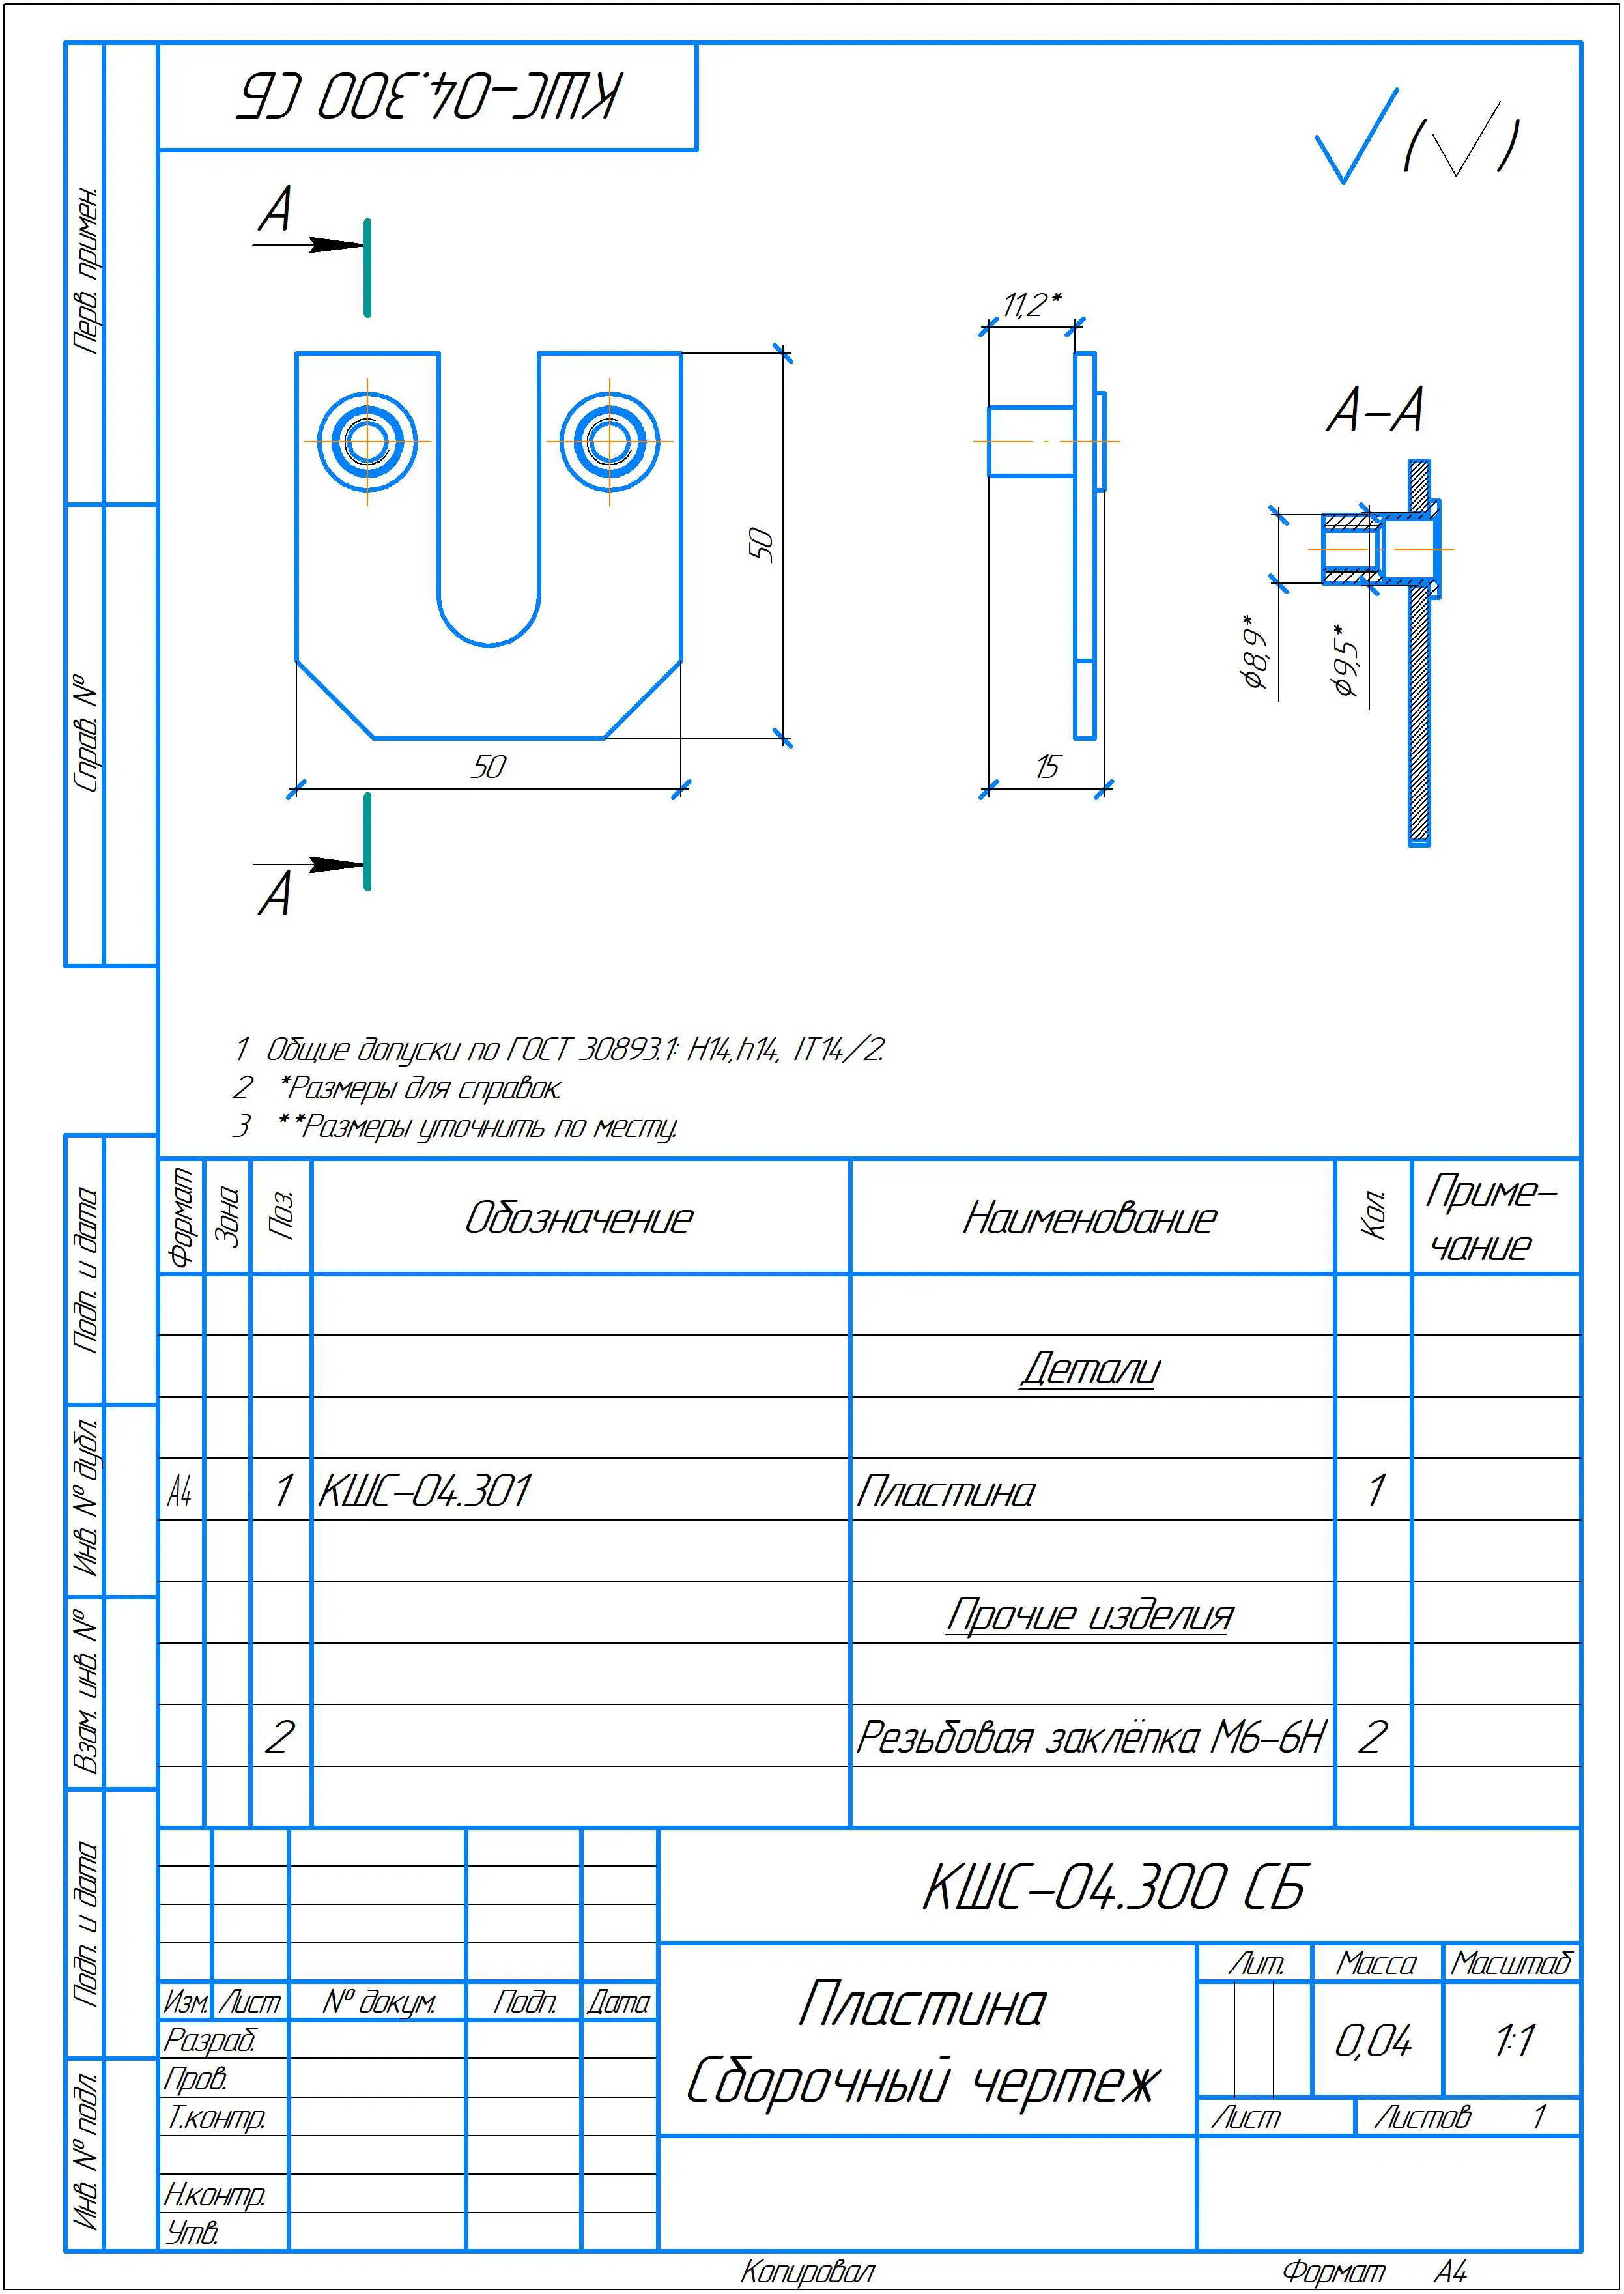 КШС-04.300 СБ
( )
А
11,2*
А-А
50
⌀8,9*
⌀9,5*
50
15
А
1 Общие допуски по ГОСТ 30893.1: H14,h14, IT14/2.
2 *Размеры для справок.
3 **Размеры уточнить по месту.
Формат Зона Поз. Обозначение Наименование Кол. Приме-
чание
Детали
А4 1 КШС-04.301 Пластина 1
Прочие изделия
2 Резьбовая заклёпка М6-6Н 2
КШС-04.300 СБ
Лит. Масса Масштаб
Изм. Лист № докум. Подп. Дата
Пластина
Сборочный чертеж
0,04 1:1
Разраб.
Пров.
Т.контр.
Лист Листов 1
Н.контр.
Утв.
Копировал Формат А4
Перв. примен.
Справ. №
Подп. и дата
Инв. № дубл.
Взам. инв. №
Подп. и дата
Инв. № подл.